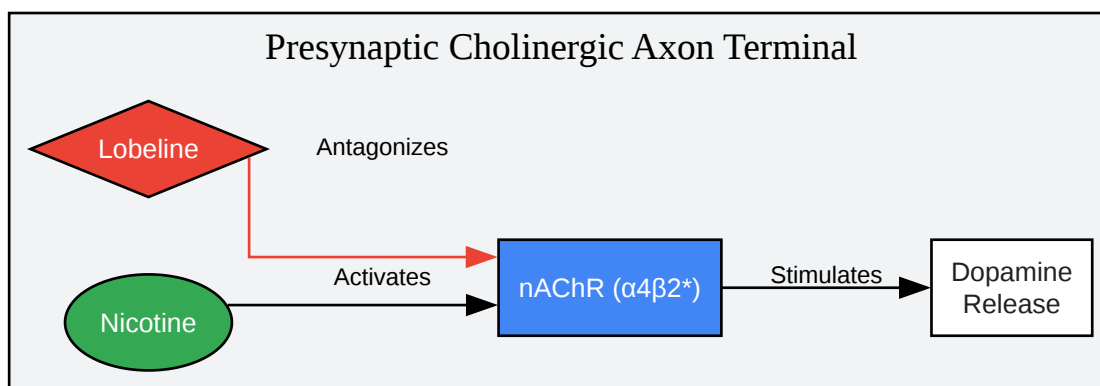 Presynaptic Cholinergic Axon Terminal
Lobeline
Antagonizes
Activates
Nicotine
nAChR (α4β2*)
Stimulates
Dopamine
Release